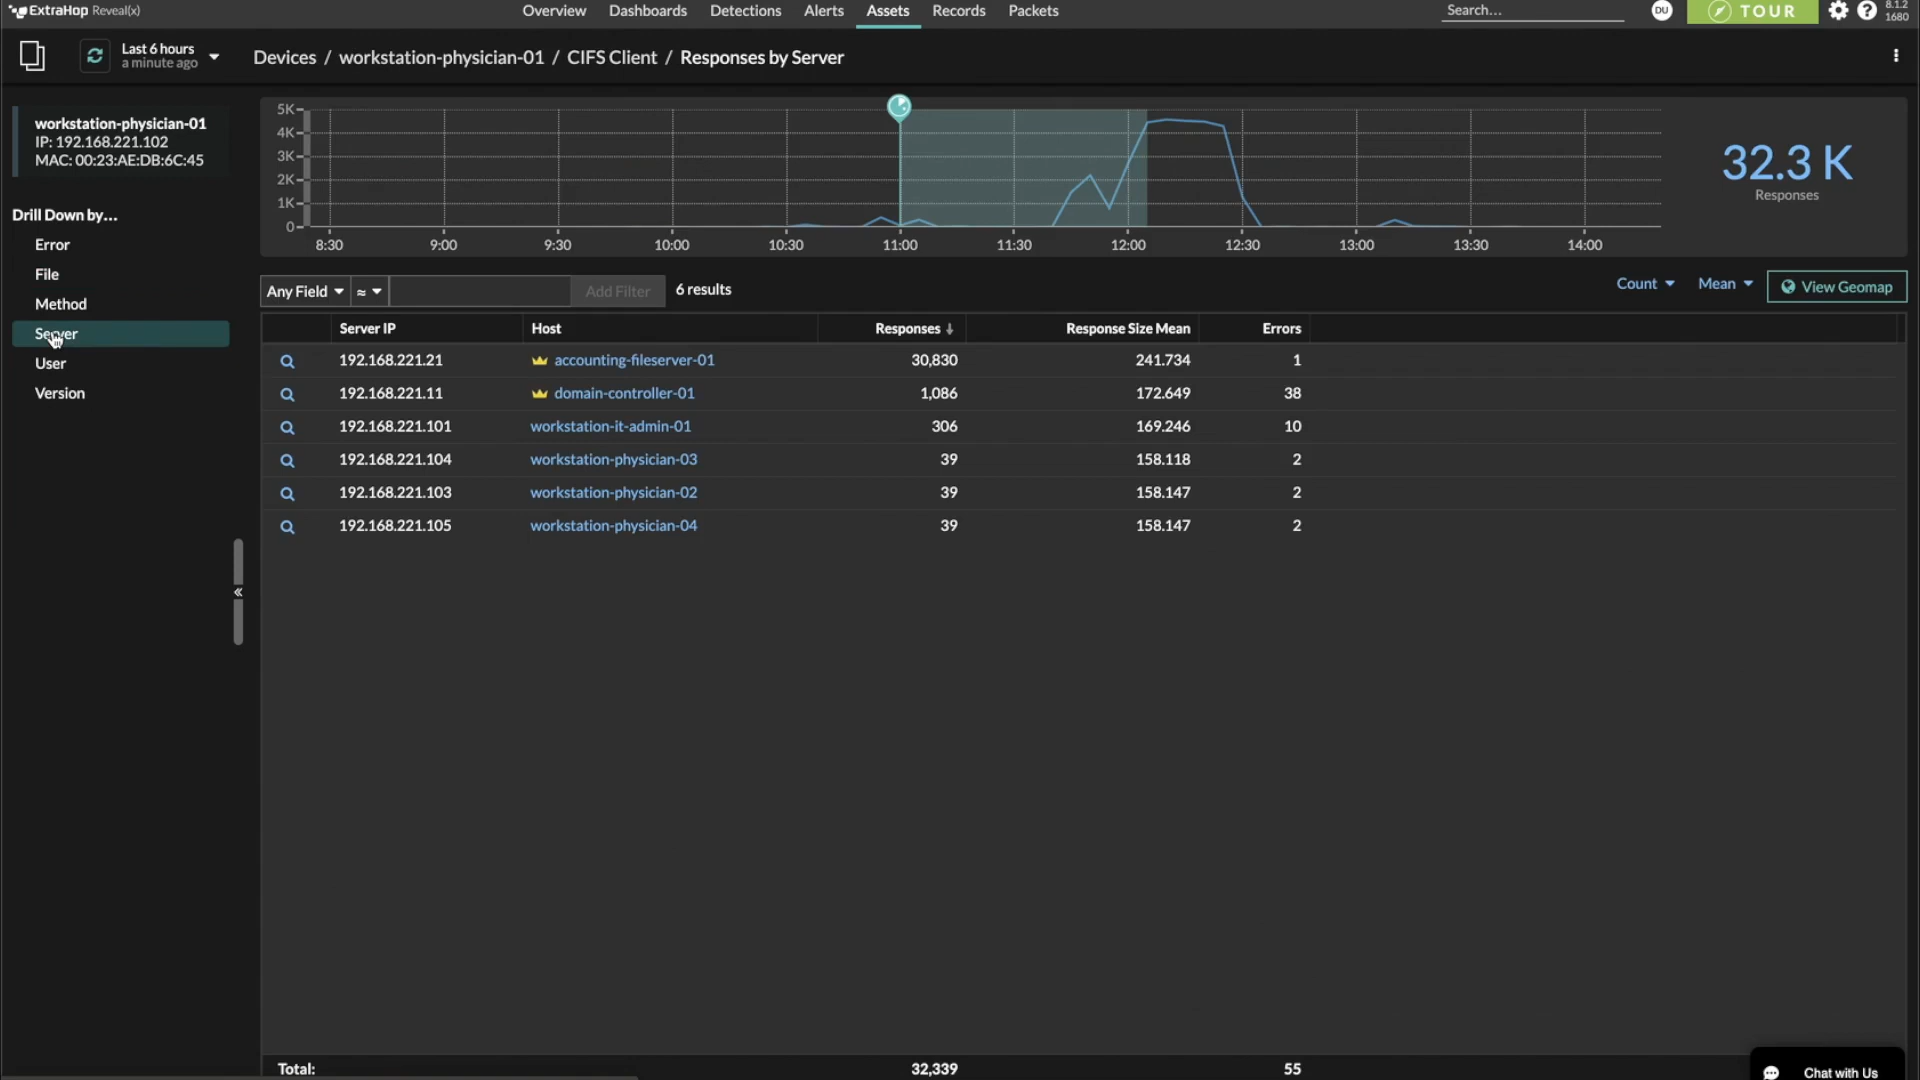 ExtraHop Reveal(x)
Overview Dashboards Detections Alerts Assets Records Packets
Search...
DU
TOUR
8.1.2
1680
Last 6 hours
a minute ago
Devices / workstation-physician-01 / CIFS Client / Responses by Server
workstation-physician-01
IP: 192.168.221.102
MAC: 00:23:AE:DB:6C:45
Drill Down by...
Error
File
Method
Server
User
Version
5K
4K
3K
2K
1K
0
8:30 9:00 9:30 10:00 10:30 11:00 11:30 12:00 12:30 13:00 13:30 14:00
32.3 K
Responses
Any Field ≈ Add Filter 6 results
Count Mean View Geomap
Server IP Host Responses ↓ Response Size Mean Errors
192.168.221.21 accounting-fileserver-01 30,830 241.734 1
192.168.221.11 domain-controller-01 1,086 172.649 38
192.168.221.101 workstation-it-admin-01 306 169.246 10
192.168.221.104 workstation-physician-03 39 158.118 2
192.168.221.103 workstation-physician-02 39 158.147 2
192.168.221.105 workstation-physician-04 39 158.147 2
«
Total: 32,339 55
Chat with Us